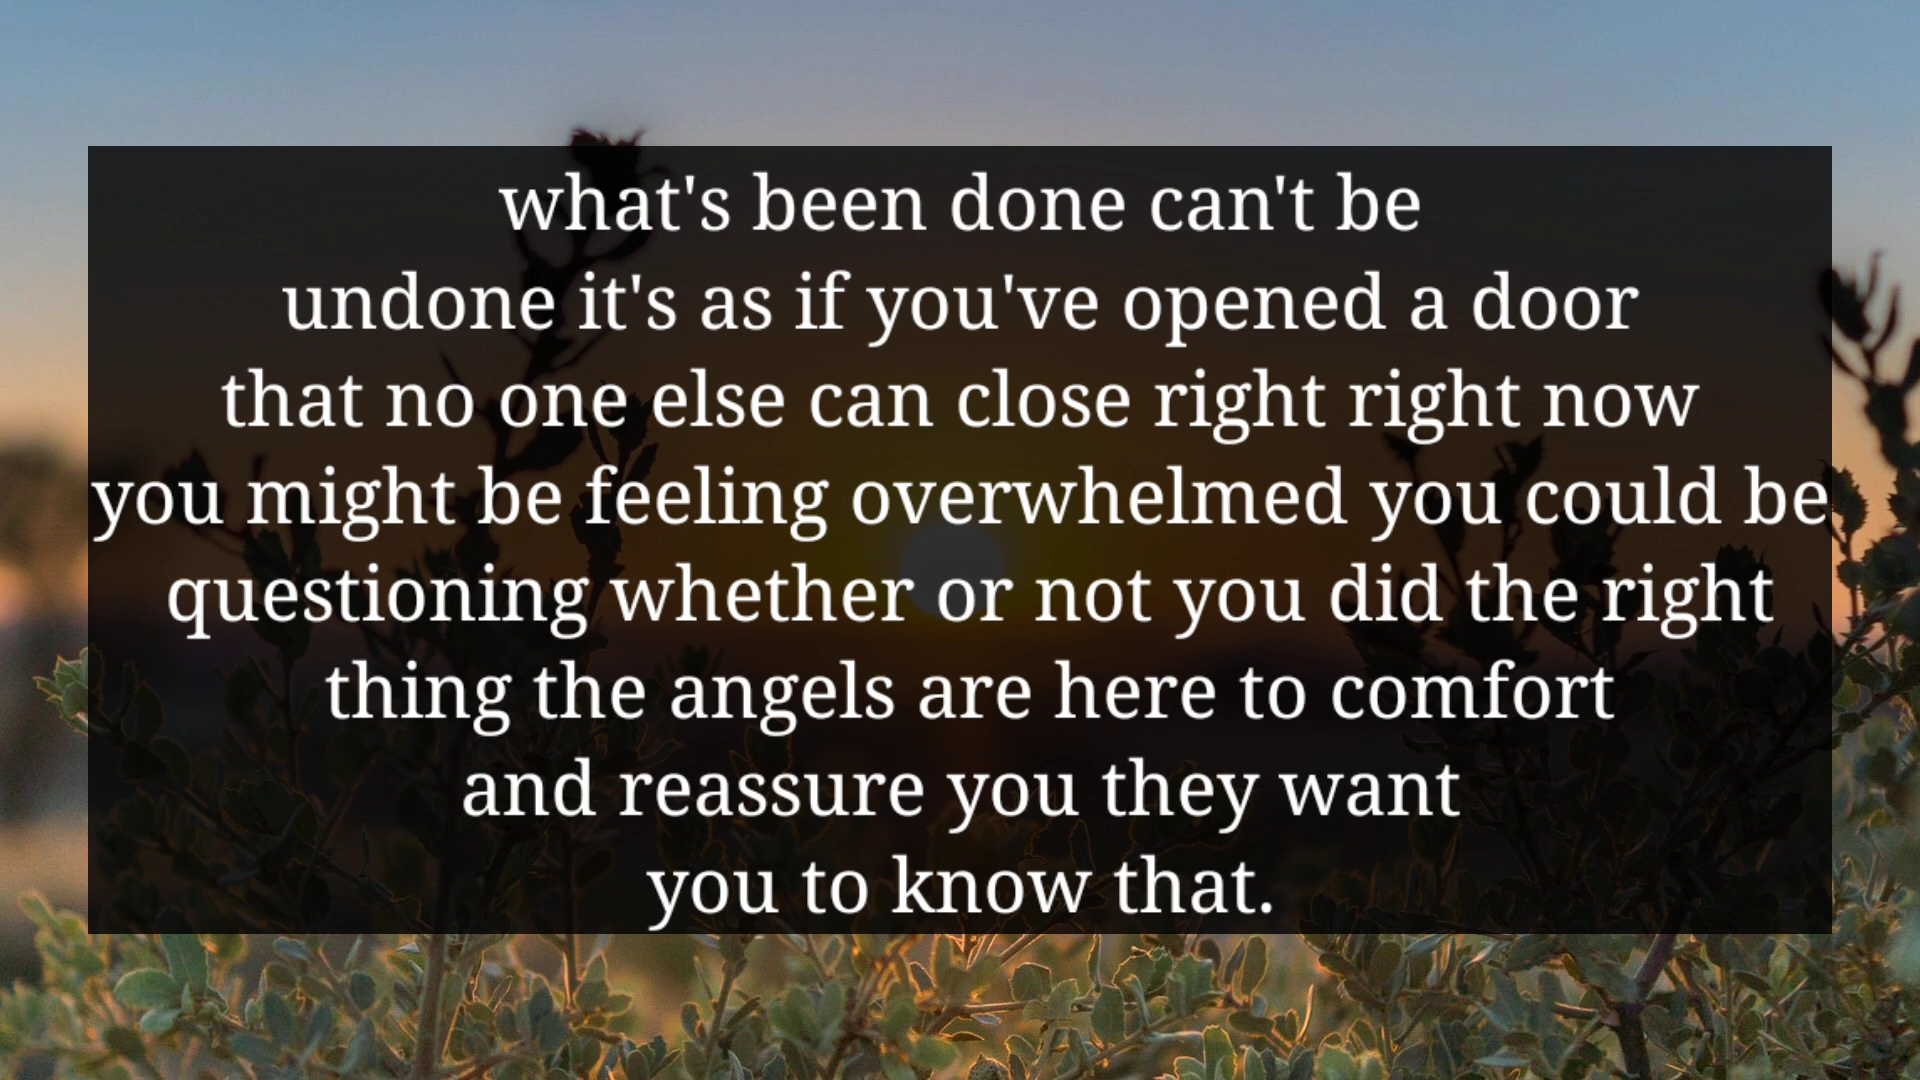 what's been done can't be
undone it's as if you've opened a door
that no one else can close right right now
you might be feeling overwhelmed you could be
questioning whether or not you did the right
thing the angels are here to comfort
and reassure you they want
you to know that.